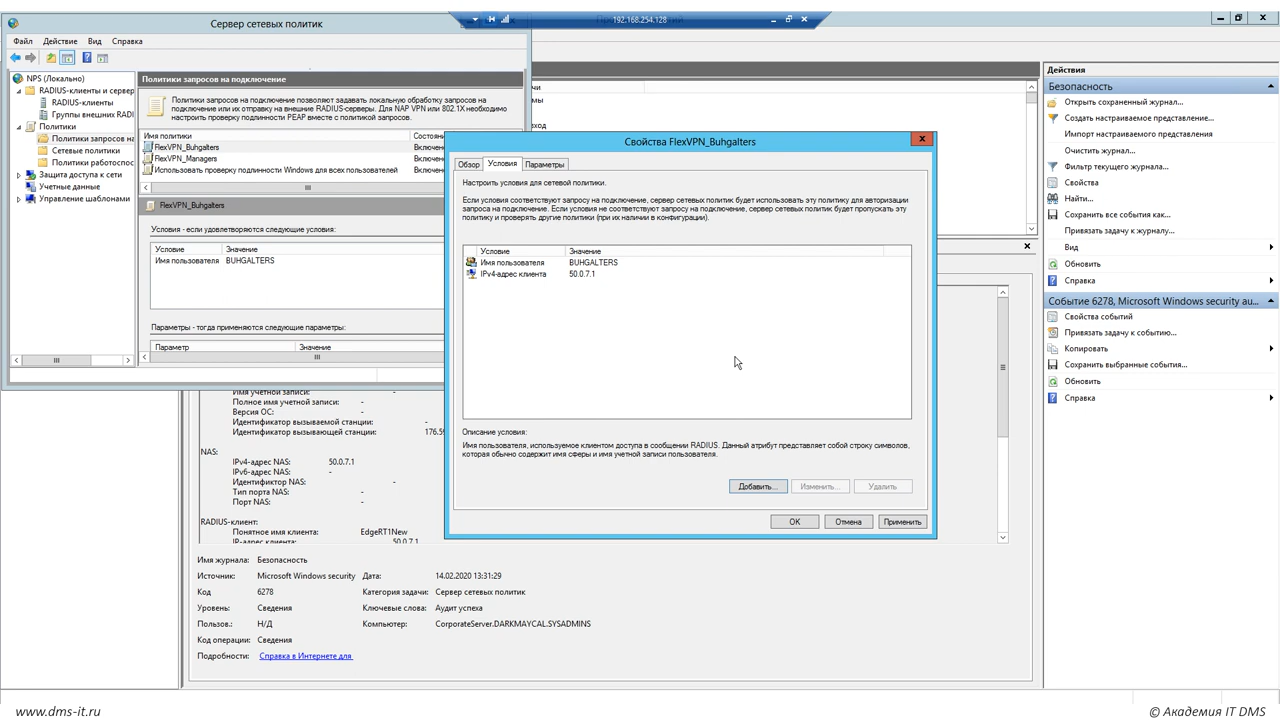 192.168.254.128
Сервер сетевых политик
Файл Действие Вид Справка
NPS (Локально)
RADIUS-клиенты и сервер
RADIUS-клиенты
Группы внешних RADI
Политики
Политики запросов на
Сетевые политики
Политики работоспос
Защита доступа к сети
Учетные данные
Управление шаблонами
Политики запросов на подключение
Политики запросов на подключение позволяют задавать локальную обработку запросов на
подключение или их отправку на внешние RADIUS-серверы. Для NAP VPN или 802.1X необходимо
настроить проверку подлинности PEAP вместе с политикой запросов.
Имя политики Состоян
FlexVPN_Buhgalters Включен
FlexVPN_Managers Включен
Использовать проверку подлинности Windows для всех пользователей Включен
FlexVPN_Buhgalters
Условия - если удовлетворяются следующие условия:
Условие Значение
Имя пользователя BUHGALTERS
Параметры - тогда применяются следующие параметры:
Параметр Значение
Свойства FlexVPN_Buhgalters
Обзор Условия Параметры
Настроить условия для сетевой политики.
Если условия соответствуют запросу на подключение, сервер сетевых политик будет использовать эту политику для авторизации
запроса на подключение. Если условия не соответствуют запросу на подключение, сервер сетевых политик будет пропускать эту
политику и проверять другие политики (при их наличии в конфигурации).
Условие Значение
Имя пользователя BUHGALTERS
IPv4-адрес клиента 50.0.7.1
Описание условия:
Имя пользователя, используемое клиентом доступа в сообщении RADIUS. Данный атрибут представляет собой строку символов,
которая обычно содержит имя сферы и имя учетной записи пользователя.
Добавить... Изменить... Удалить
OK Отмена Применить
Имя учетной записи: -
Полное имя учетной записи: -
Версия ОС: -
Идентификатор вызываемой станции: -
Идентификатор вызывающей станции: 176.59
NAS:
IPv4-адрес NAS: 50.0.7.1
IPv6-адрес NAS: -
Идентификатор NAS: -
Тип порта NAS: -
Порт NAS: -
RADIUS-клиент:
Понятное имя клиента: EdgeRT1New
IP-адрес клиента: 50.0.7.1
Имя журнала: Безопасность
Источник: Microsoft Windows security Дата: 14.02.2020 13:31:29
Код 6278 Категория задачи: Сервер сетевых политик
Уровень: Сведения Ключевые слова: Аудит успеха
Пользов.: Н/Д Компьютер: CorporateServer.DARKMAYCAL.SYSADMINS
Код операции: Сведения
Подробности: Справка в Интернете для
Действия
Безопасность
Открыть сохраненный журнал...
Создать настраиваемое представление...
Импорт настраиваемого представления
Очистить журнал...
Фильтр текущего журнала...
Свойства
Найти...
Сохранить все события как...
Привязать задачу к журналу...
Вид
Обновить
Справка
Событие 6278, Microsoft Windows security au...
Свойства событий
Привязать задачу к событию...
Копировать
Сохранить выбранные события...
Обновить
Справка
www.dms-it.ru
© Академия IT DMS